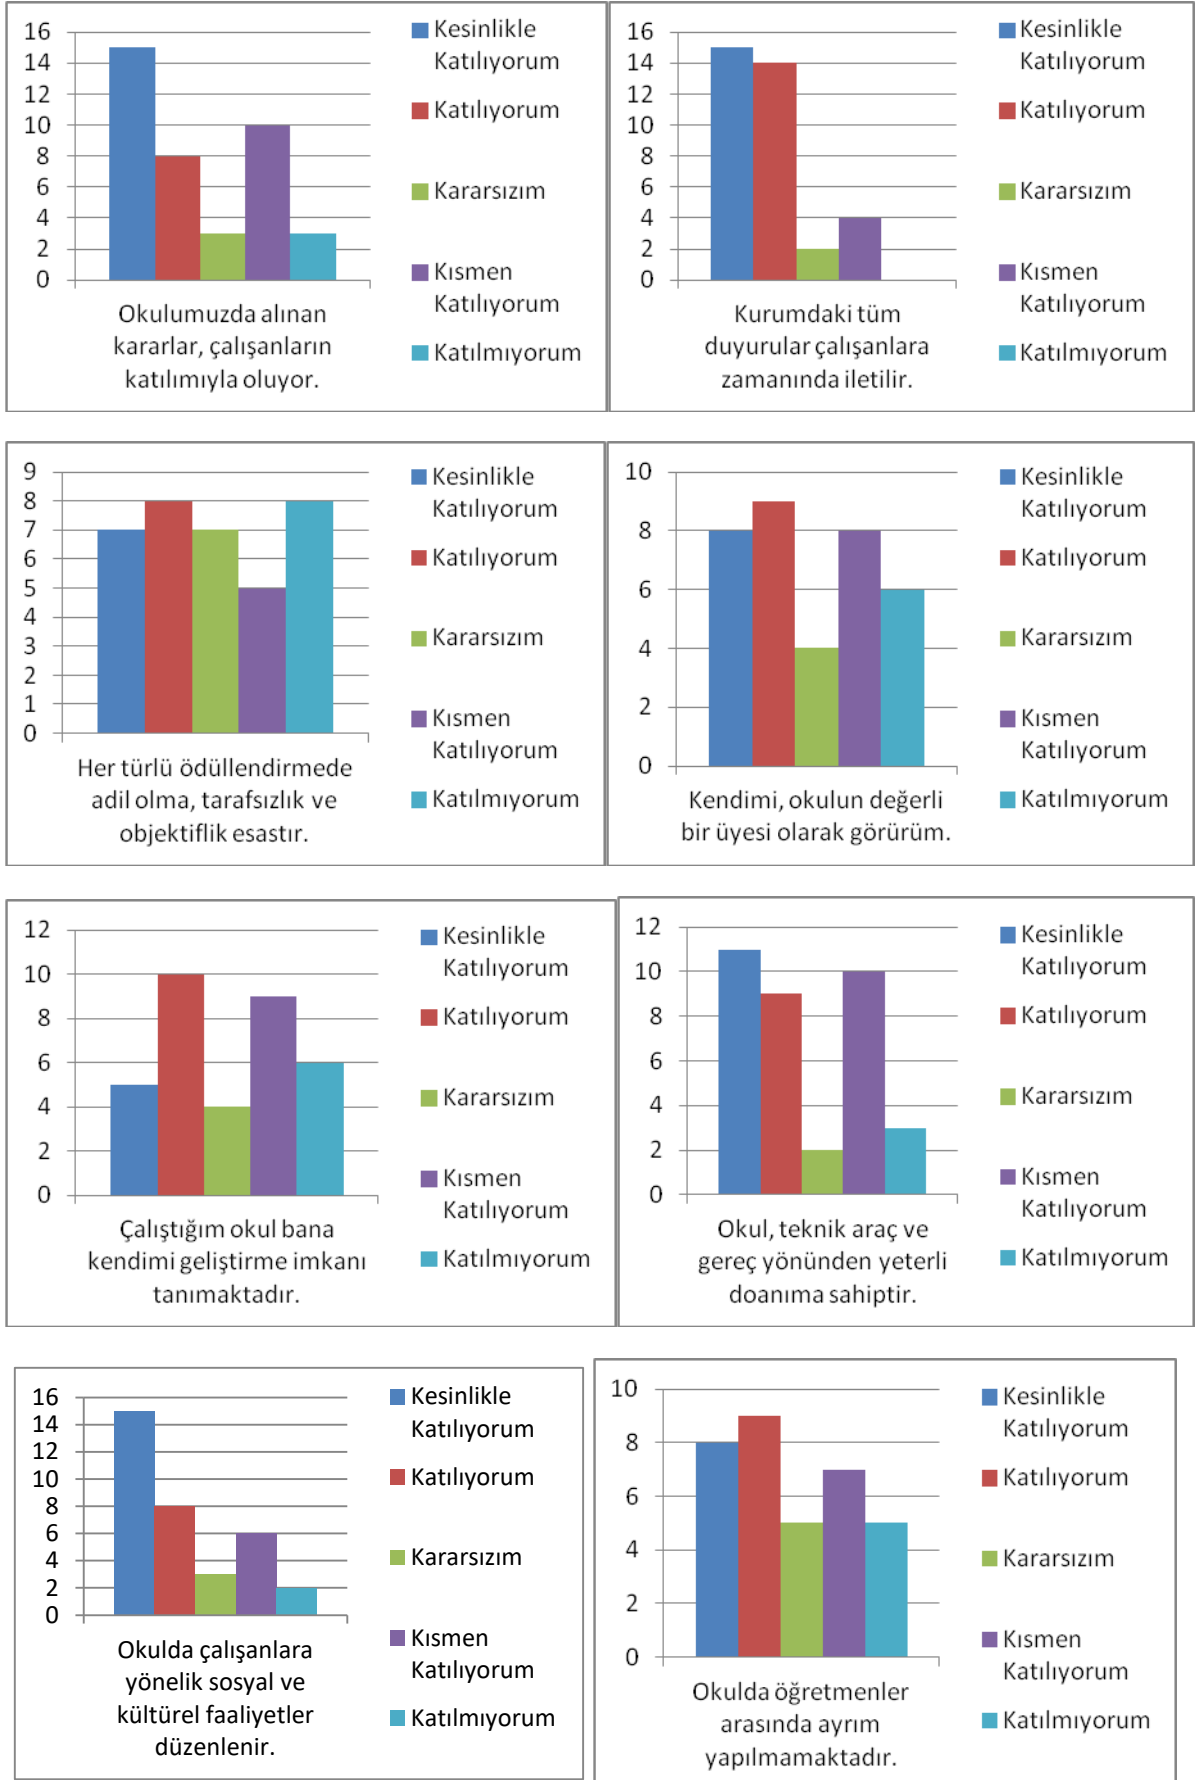 16
14
12
10
8
6
4
2
0
Okulumuzda alınan
kararlar, çalışanların
katılımıyla oluyor.
Kesinlikle
Katılıyorum
Katılıyorum
Kararsızım
Kısmen
Katılıyorum
Katılmıyorum
16
14
12
10
8
6
4
2
0
Kurumdaki tüm
duyurular çalışanlara
zamanında iletilir.
Kesinlikle
Katılıyorum
Katılıyorum
Kararsızım
Kısmen
Katılıyorum
Katılmıyorum
9
8
7
6
5
4
3
2
1
0
Her türlü ödüllendirmede
adil olma, tarafsızlık ve
objektiflik esastır.
Kesinlikle
Katılıyorum
Katılıyorum
Kararsızım
Kısmen
Katılıyorum
Katılmıyorum
10
8
6
4
2
0
Kendimi, okulun değerli
bir üyesi olarak görürüm.
Kesinlikle
Katılıyorum
Katılıyorum
Kararsızım
Kısmen
Katılıyorum
Katılmıyorum
12
10
8
6
4
2
0
Çalıştığım okul bana
kendimi geliştirme imkanı
tanımaktadır.
Kesinlikle
Katılıyorum
Katılıyorum
Kararsızım
Kısmen
Katılıyorum
Katılmıyorum
12
10
8
6
4
2
0
Okul, teknik araç ve
gereç yönünden yeterli
doanıma sahiptir.
Kesinlikle
Katılıyorum
Katılıyorum
Kararsızım
Kısmen
Katılıyorum
Katılmıyorum
16
14
12
10
8
6
4
2
0
Okulda çalışanlara
yönelik sosyal ve
kültürel faaliyetler
düzenlenir.
Kesinlikle
Katılıyorum
Katılıyorum
Kararsızım
Kısmen
Katılıyorum
Katılmıyorum
10
8
6
4
2
0
Okulda öğretmenler
arasında ayrım
yapılmamaktadır.
Kesinlikle
Katılıyorum
Katılıyorum
Kararsızım
Kısmen
Katılıyorum
Katılmıyorum